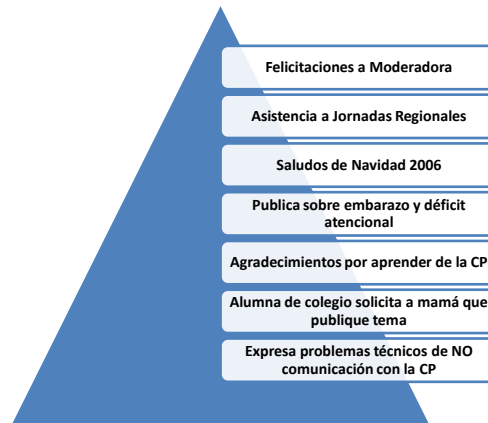 Felicitaciones a Moderadora
Asistencia a Jornadas Regionales
Saludos de Navidad 2006
Publica sobre embarazo y déficit
atencional
Agradecimientos por aprender de la CP
Alumna de colegio solicita a mamá que
publique tema
Expresa problemas técnicos de NO
comunicación con la CP